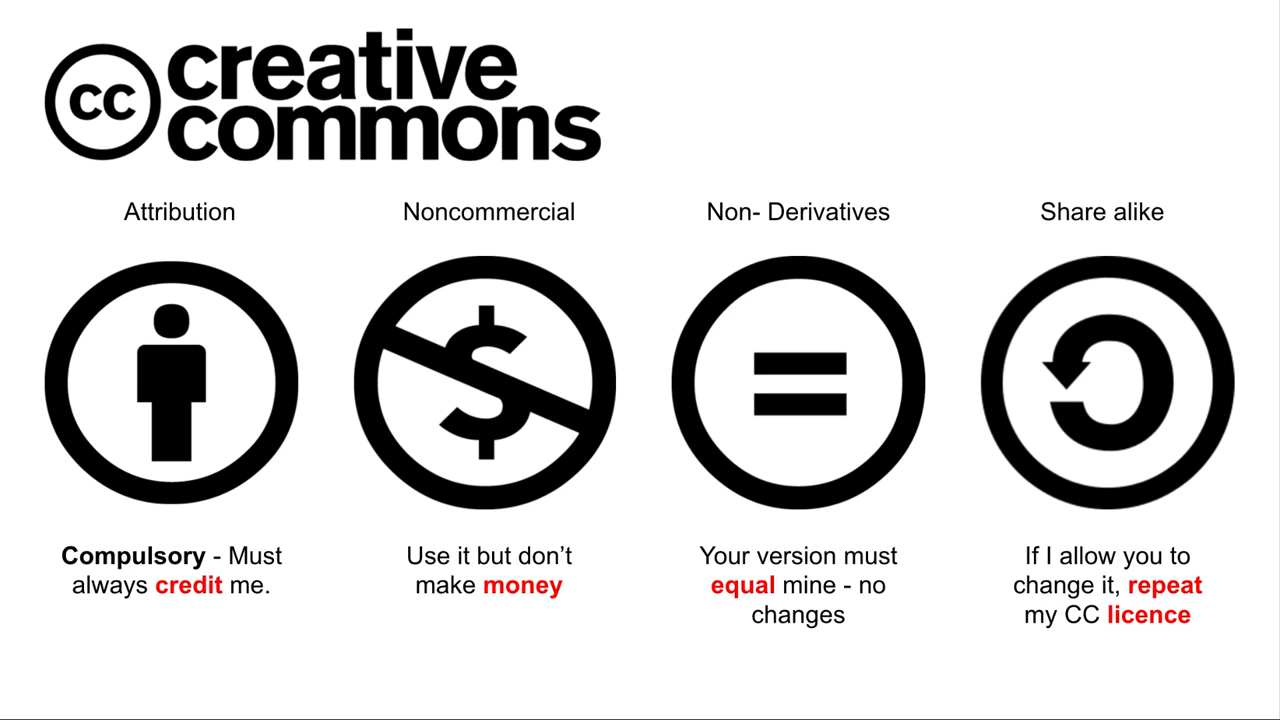 cc creative
commons
Attribution
Noncommercial
Non- Derivatives
Share alike
$
=
Compulsory - Must
always credit me.
Use it but don’t
make money
Your version must
equal mine - no
changes
If I allow you to
change it, repeat
my CC licence